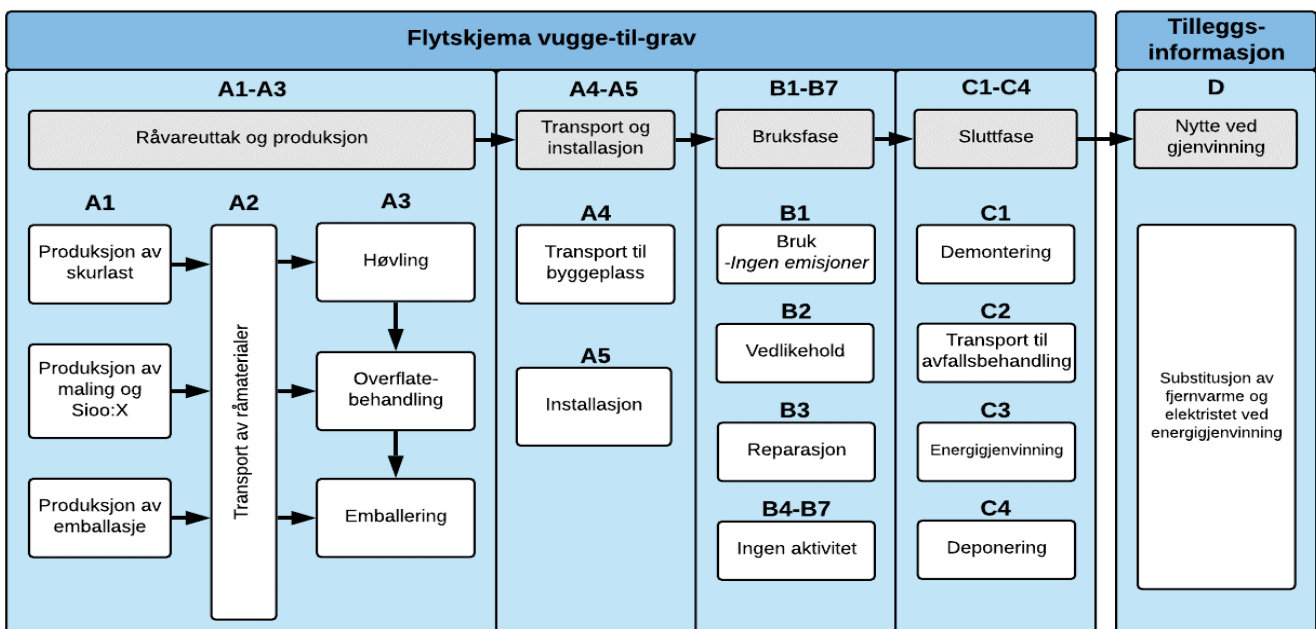 Flytskjema vugge-til-grav
Tilleggs-
informasjon
A1-A3
Råvareuttak og produksjon
A4-A5
Transport og
installasjon
B1-B7
Bruksfase
C1-C4
Sluttfase
D
Nytte ved
gjenvinning
A1
Produksjon av
skurlast
Produksjon av
maling og
Sioo:X
Produksjon av
emballasje
A2
Transport av råmaterialer
A3
Høvling
Overflate-
behandling
Emballering
A4
Transport til
byggeplass
A5
Installasjon
B1
Bruk
-Ingen emisjoner
B2
Vedlikehold
B3
Reparasjon
B4-B7
Ingen aktivitet
C1
Demontering
C2
Transport til
avfallsbehandling
C3
Energigjenvinning
C4
Deponering
Substitusjon av
fjernvarme og
elektristet ved
energigjenvinning